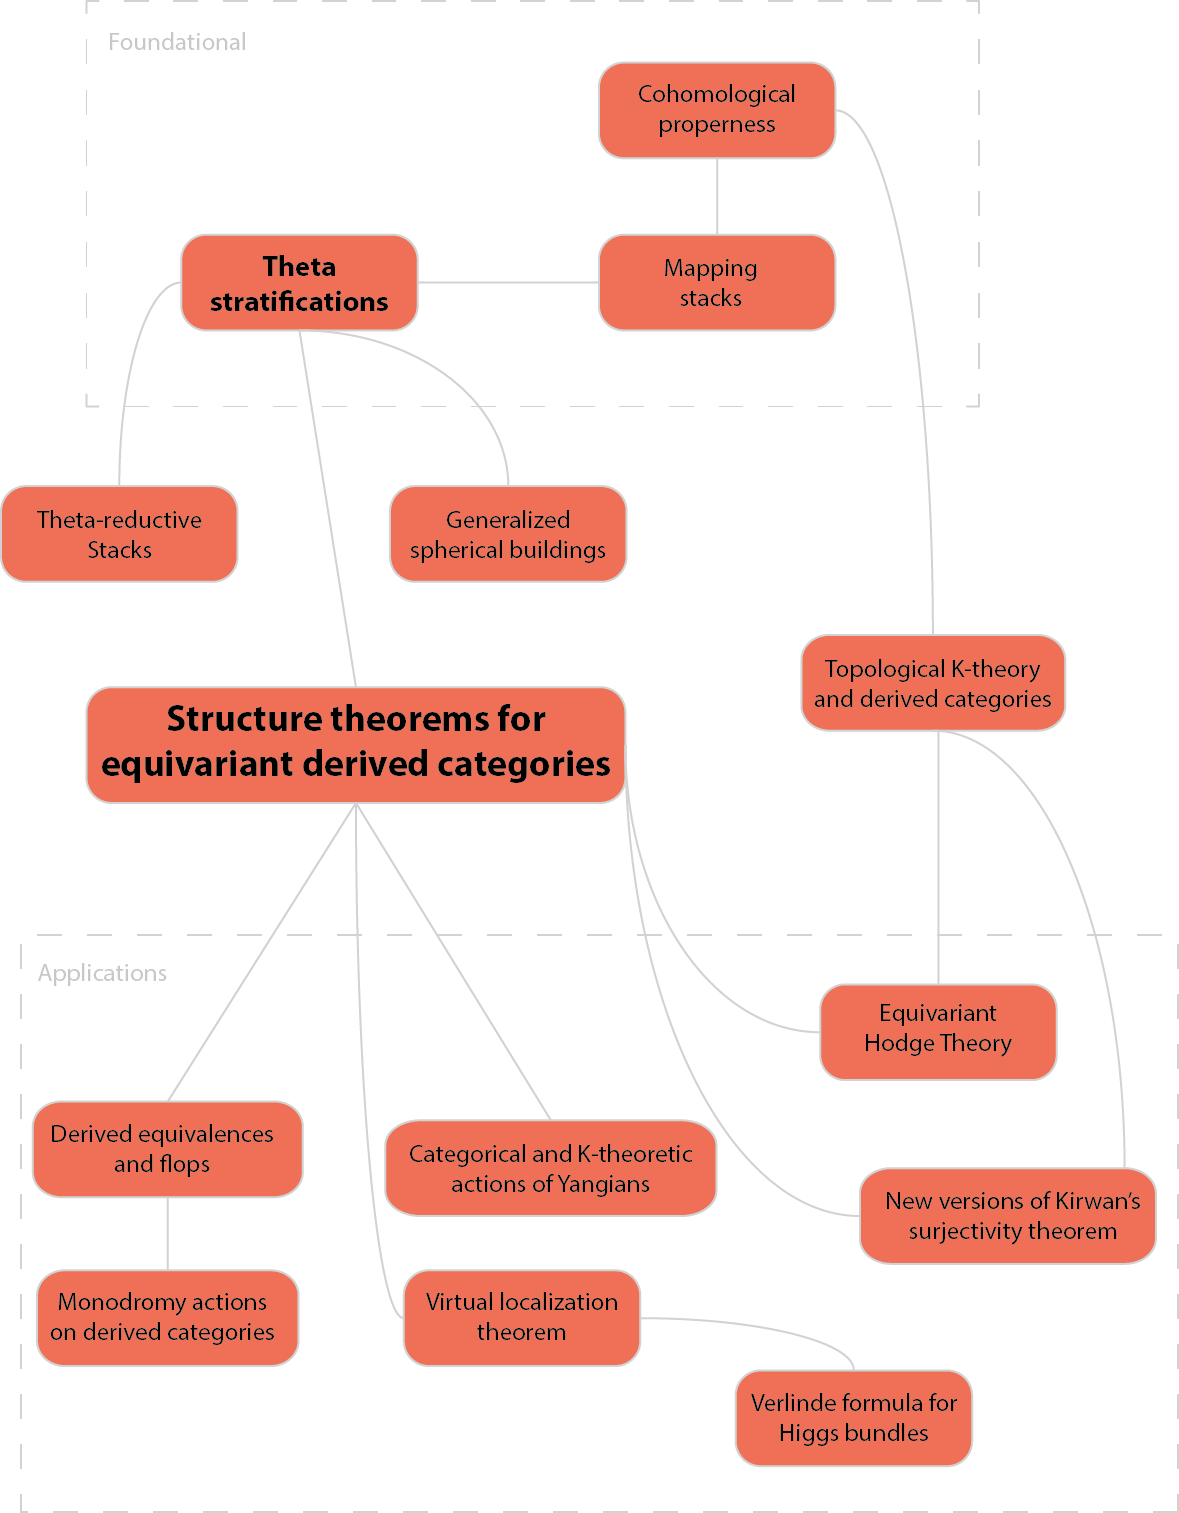 Foundational
Cohomological
properness
Theta
stratifications
Mapping
stacks
Theta-reductive
Stacks
Generalized
spherical buildings
Topological K-theory
and derived categories
Structure theorems for
equivariant derived categories
Applications
Equivariant
Hodge Theory
Derived equivalences
and flops
Categorical and K-theoretic
actions of Yangians
New versions of Kirwan's
surjectivity theorem
Monodromy actions
on derived categories
Virtual localization
theorem
Verlinde formula for
Higgs bundles